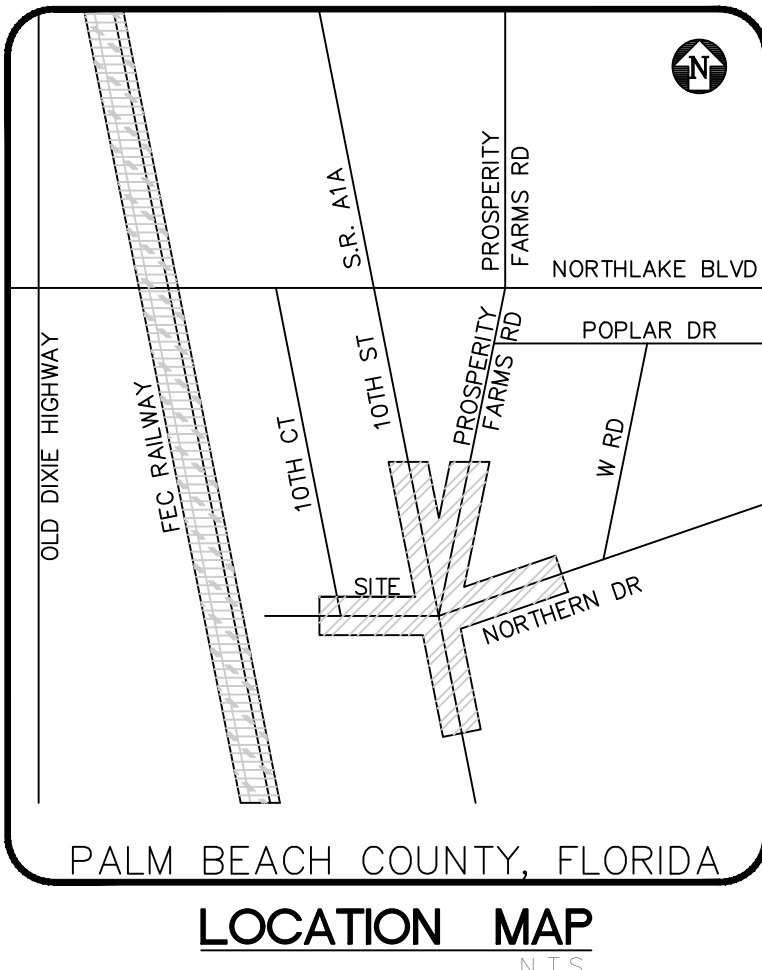 N
S.R. A1A
PROSPERITY
FARMS RD
NORTHLAKE BLVD
OLD DIXIE HIGHWAY
FEC RAILWAY
10TH CT
10TH ST
PROSPERITY
FARMS RD
POPLAR DR
W RD
SITE
NORTHERN DR
PALM BEACH COUNTY, FLORIDA
LOCATION MAP
N.T.S.